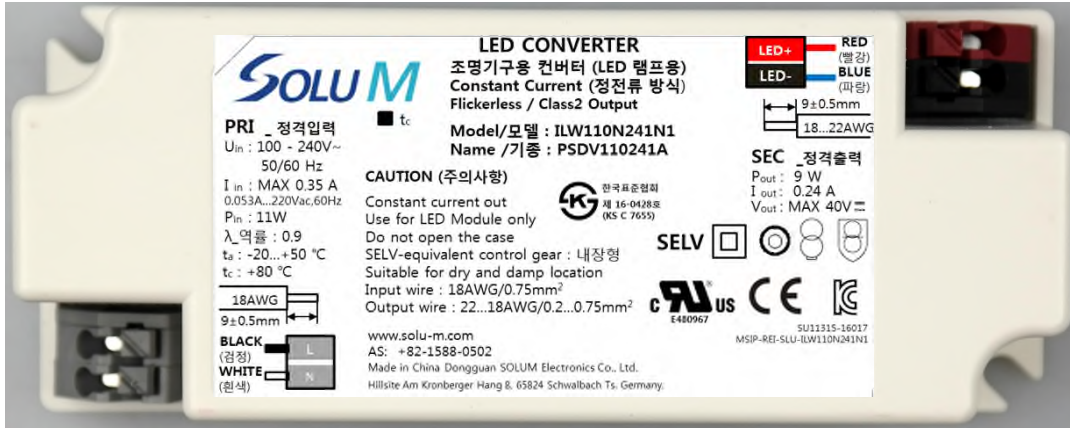 SOLUM
tc
LED CONVERTER
조명기구용 컨버터 (LED 램프용)
Constant Current (정전류 방식)
Flickerless / Class2 Output
Model/모델 : ILW110N241N1
Name /기종 : PSDV110241A
PRI _ 정격입력
Uin : 100 - 240V~
50/60 Hz
I in : MAX 0.35 A
0.053A...220Vac,60Hz
Pin : 11W
λ_역률 : 0.9
ta : -20...+50 ℃
tc : +80 ℃
18AWG
9±0.5mm
BLACK
(검정)
L
WHITE
(흰색)
N
CAUTION (주의사항)
Constant current out
Use for LED Module only
Do not open the case
SELV-equivalent control gear : 내장형
Suitable for dry and damp location
Input wire : 18AWG/0.75mm²
Output wire : 22...18AWG/0.2...0.75mm²
한국표준협회
제 16-0428호
(KS C 7655)
www.solu-m.com
AS: +82-1588-0502
Made in China Dongguan SOLUM Electronics Co., Ltd.
Hillsite Am Kronberger Hang 8, 65824 Schwalbach Ts. Germany.
LED+
RED
(빨강)
LED-
BLUE
(파랑)
9±0.5mm
18...22AWG
SEC _정격출력
Pout : 9 W
I out : 0.24 A
Vout : MAX 40V⎓
SELV
c RU US
E480967
CE
KC
SU11315-16017
MSIP-REI-SLU-ILW110N241N1